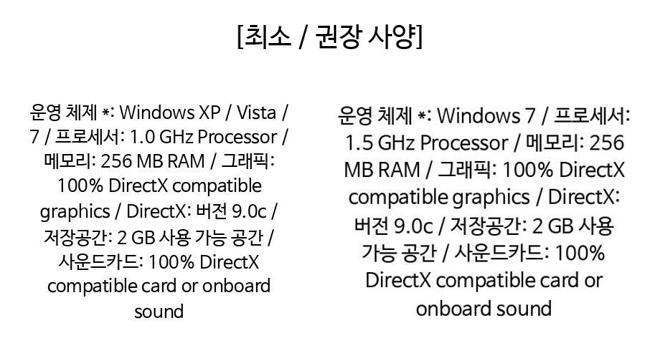 [최소 / 권장 사양]
운영 체제 *: Windows XP / Vista /
7 / 프로세서: 1.0 GHz Processor /
메모리: 256 MB RAM / 그래픽:
100% DirectX compatible
graphics / DirectX: 버전 9.0c /
저장공간: 2 GB 사용 가능 공간 /
사운드카드: 100% DirectX
compatible card or onboard
sound
운영 체제 *: Windows 7 / 프로세서:
1.5 GHz Processor / 메모리: 256
MB RAM / 그래픽: 100% DirectX
compatible graphics / DirectX:
버전 9.0c / 저장공간: 2 GB 사용
가능 공간 / 사운드카드: 100%
DirectX compatible card or
onboard sound